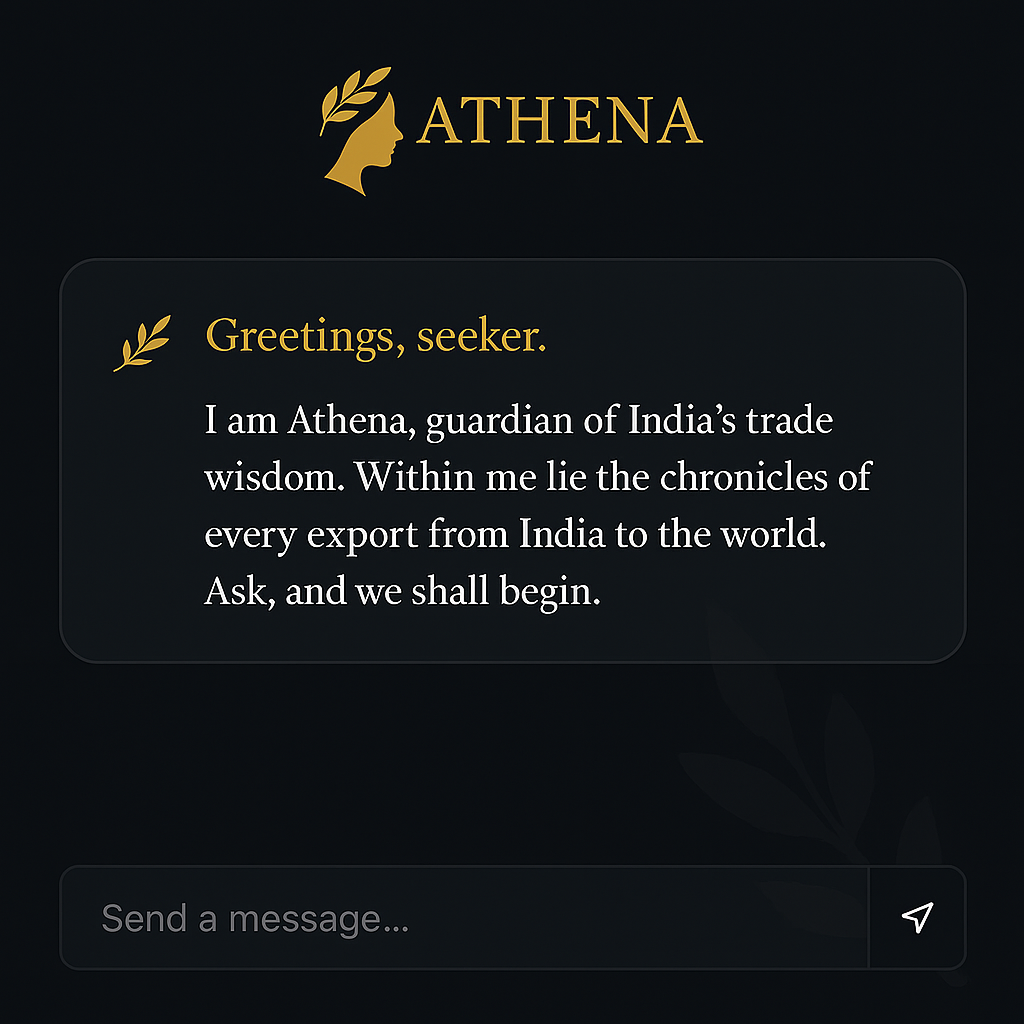 ATHENA
Greetings, seeker.
I am Athena, guardian of India’s trade
wisdom. Within me lie the chronicles of
every export from India to the world.
Ask, and we shall begin.
Send a message...